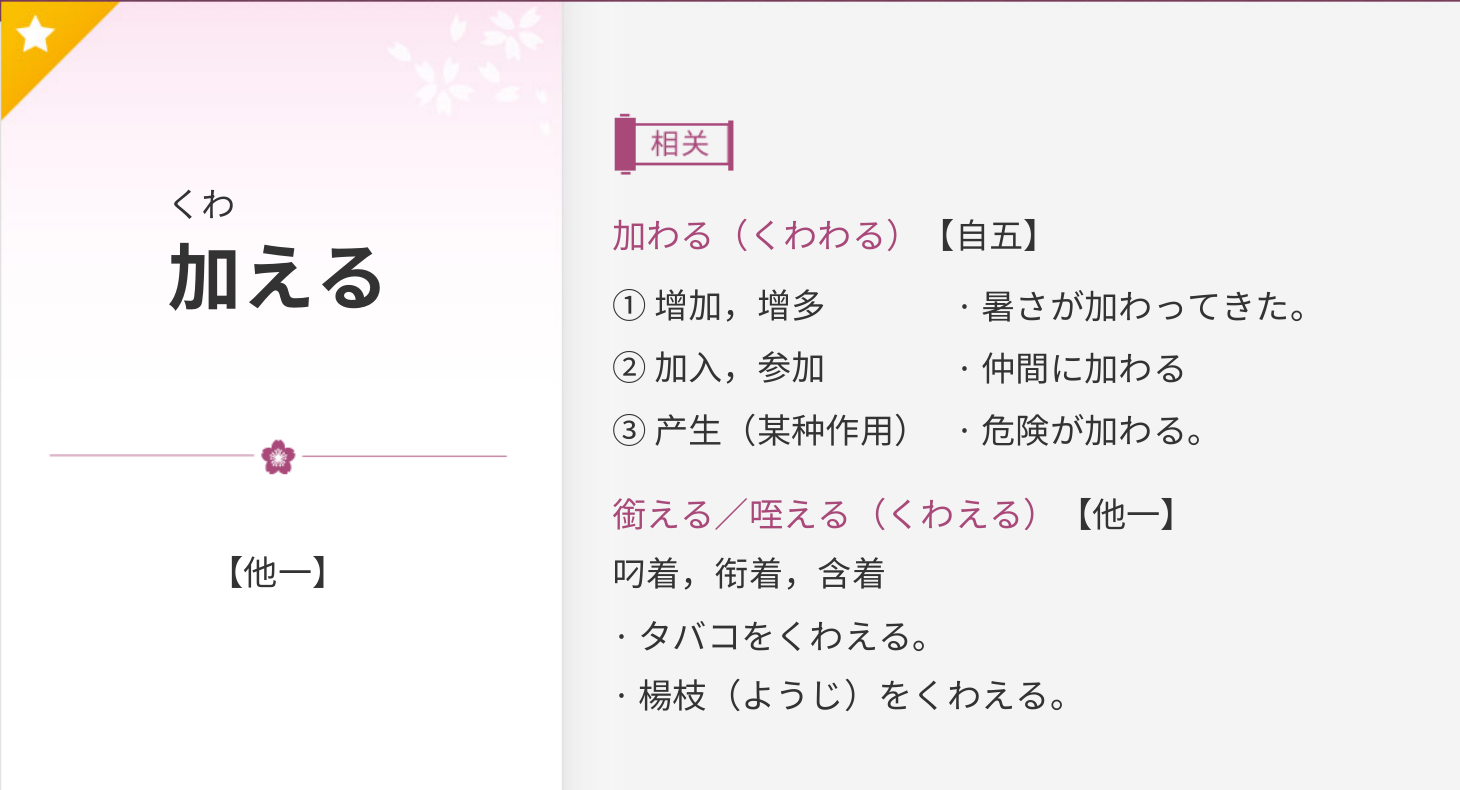 くわ
加える
【他一】
相关
加わる（くわわる）【自五】
① 增加，增多 · 暑さが加わってきた。
② 加入，参加 · 仲間に加わる
③ 产生（某种作用） · 危険が加わる。
銜える／咥える（くわえる）【他一】
叼着，衔着，含着
· タバコをくわえる。
· 楊枝（ようじ）をくわえる。